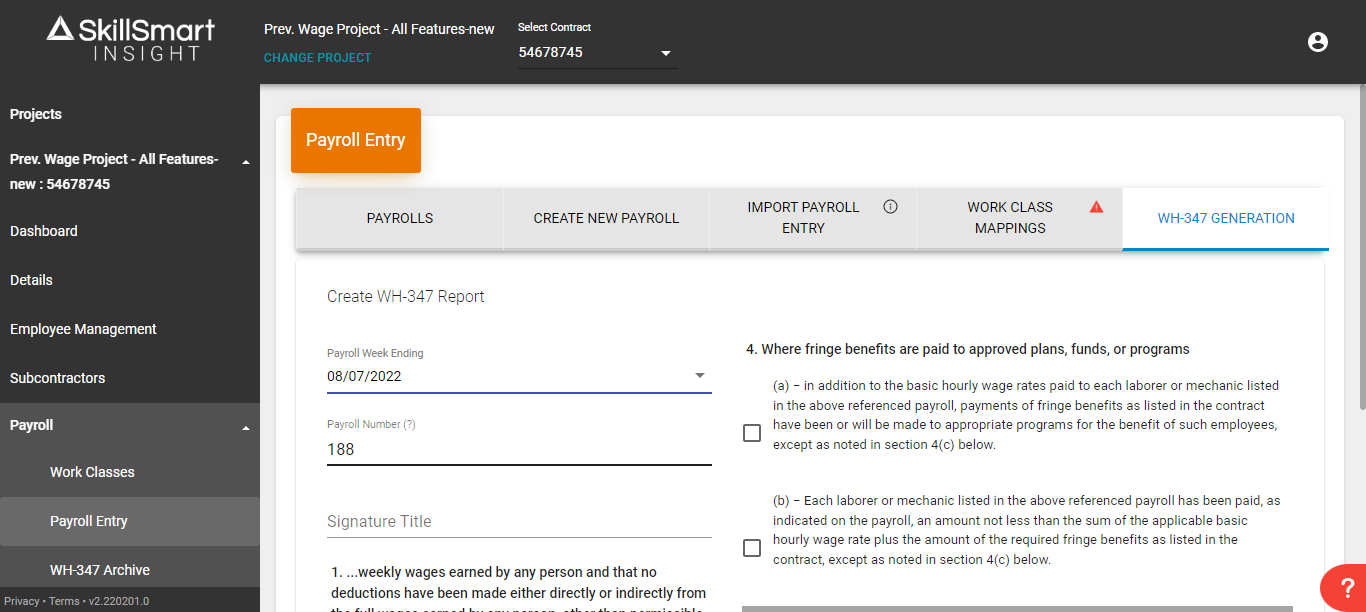 SkillSmart
INSIGHT
Prev. Wage Project - All Features-new
CHANGE PROJECT
Select Contract
54678745
Projects
Prev. Wage Project - All Features-
new : 54678745
Dashboard
Details
Employee Management
Subcontractors
Payroll
Work Classes
Payroll Entry
WH-347 Archive
Privacy • Terms • v2.220201.0
Payroll Entry
PAYROLLS
CREATE NEW PAYROLL
IMPORT PAYROLL
ENTRY
WORK CLASS
MAPPINGS
WH-347 GENERATION
Create WH-347 Report
Payroll Week Ending
08/07/2022
Payroll Number (?)
188
Signature Title
1. ...weekly wages earned by any person and that no
deductions have been made either directly or indirectly from
the full wages earned by any person, other than permissible
4. Where fringe benefits are paid to approved plans, funds, or programs
(a) – in addition to the basic hourly wage rates paid to each laborer or mechanic listed
in the above referenced payroll, payments of fringe benefits as listed in the contract
have been or will be made to appropriate programs for the benefit of such employees,
except as noted in section 4(c) below.
(b) – Each laborer or mechanic listed in the above referenced payroll has been paid, as
indicated on the payroll, an amount not less than the sum of the applicable basic
hourly wage rate plus the amount of the required fringe benefits as listed in the
contract, except as noted in section 4(c) below.
?